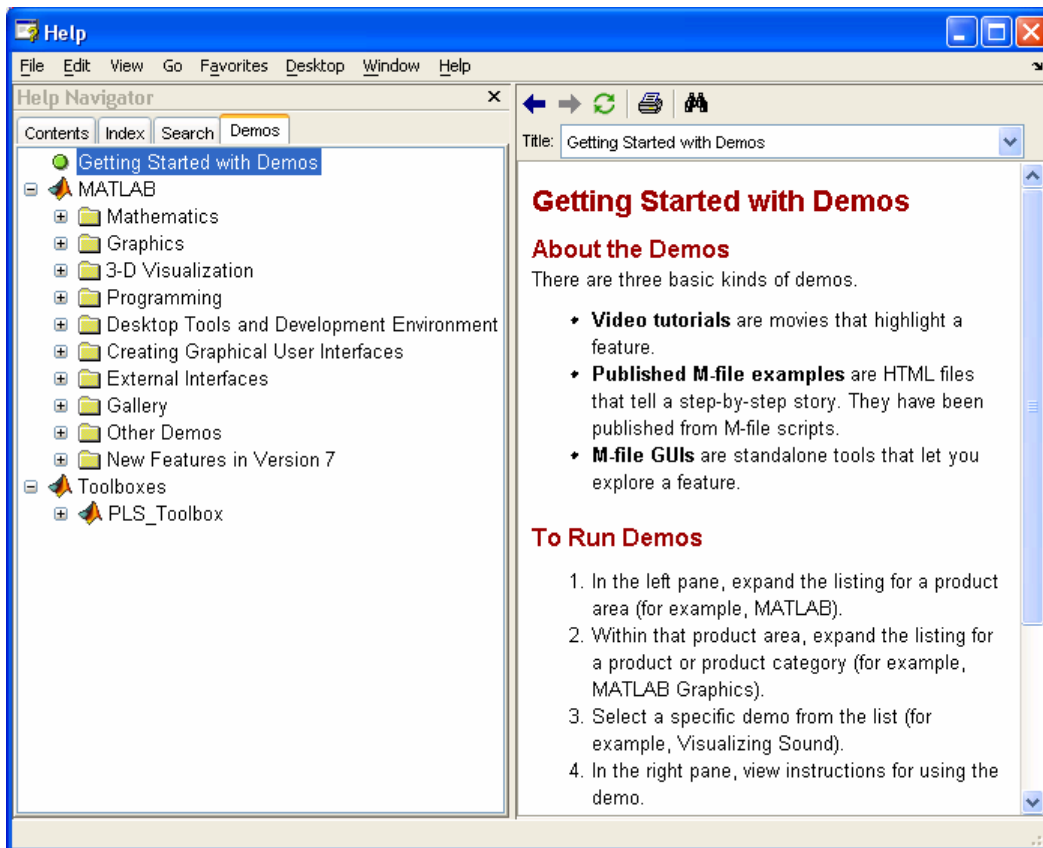 Help
File Edit View Go Favorites Desktop Window Help
Help Navigator
Contents Index Search Demos
Getting Started with Demos
MATLAB
Mathematics
Graphics
3-D Visualization
Programming
Desktop Tools and Development Environment
Creating Graphical User Interfaces
External Interfaces
Gallery
Other Demos
New Features in Version 7
Toolboxes
PLS_Toolbox
Title: Getting Started with Demos
Getting Started with Demos
About the Demos
There are three basic kinds of demos.
• Video tutorials are movies that highlight a
feature.
• Published M-file examples are HTML files
that tell a step-by-step story. They have been
published from M-file scripts.
• M-file GUIs are standalone tools that let you
explore a feature.
To Run Demos
1. In the left pane, expand the listing for a product
area (for example, MATLAB).
2. Within that product area, expand the listing for
a product or product category (for example,
MATLAB Graphics).
3. Select a specific demo from the list (for
example, Visualizing Sound).
4. In the right pane, view instructions for using the
demo.